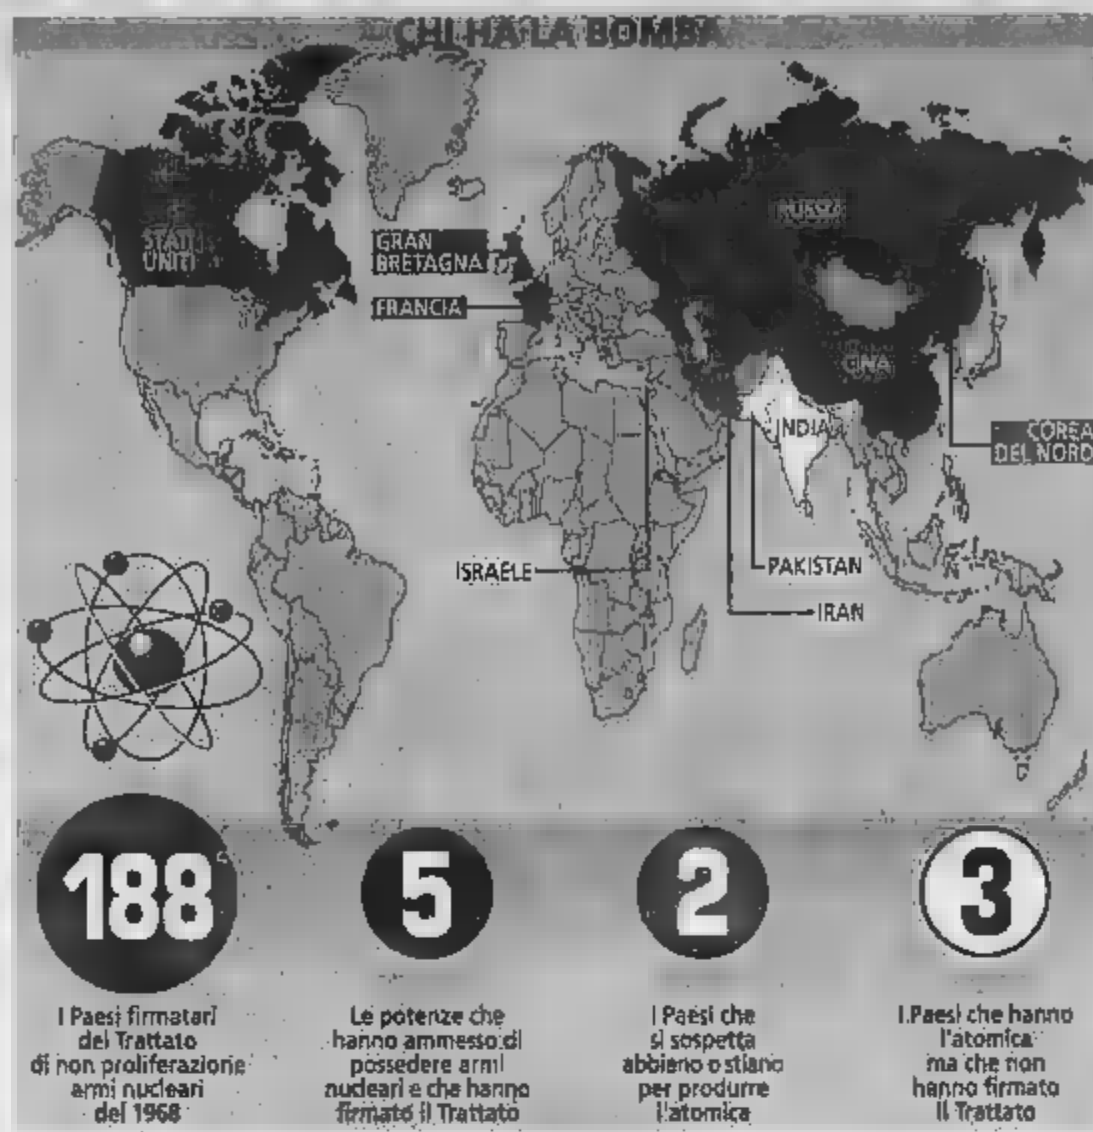 CHI HA LA BOMBA
STATI
UNITI
GRAN
BRETAGNA
FRANCIA
RUSSIA
CINA
INDIA
COREA
DEL NORD
ISRAELE
PAKISTAN
IRAN
188
I Paesi firmatari
del Trattato
di non proliferazione
armi nucleari
del 1968
5
Le potenze che
hanno ammesso di
possedere armi
nucleari e che hanno
firmato il Trattato
2
I Paesi che
si sospetta
abbieno o stiano
per produrre
l'atomica
3
I Paesi che hanno
l'atomica
ma che non
hanno firmato
il Trattato